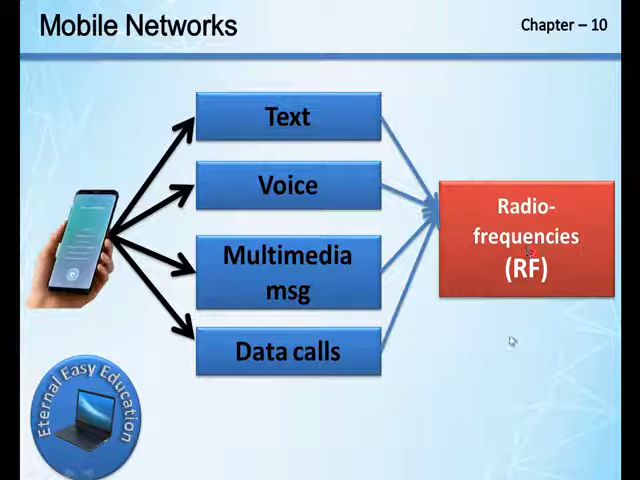 Mobile Networks
Chapter – 10
Text
Voice
Multimedia
msg
Data calls
Radio-
frequencies
(RF)
Eternal Easy Education